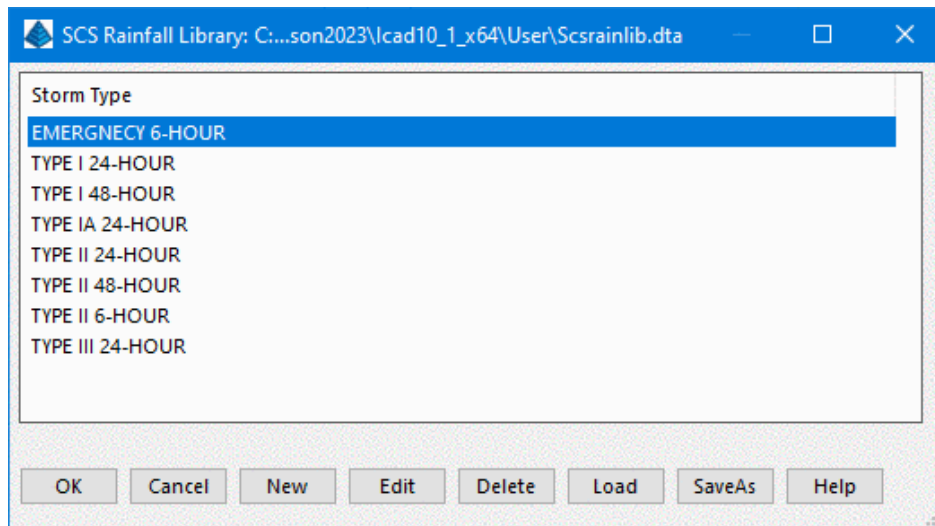 SCS Rainfall Library: C:...son2023\Icad10_1_x64\User\Scsrainlib.dta
Storm Type
EMERGNECY 6-HOUR
TYPE I 24-HOUR
TYPE I 48-HOUR
TYPE IA 24-HOUR
TYPE II 24-HOUR
TYPE II 48-HOUR
TYPE II 6-HOUR
TYPE III 24-HOUR
OK Cancel New Edit Delete Load SaveAs Help